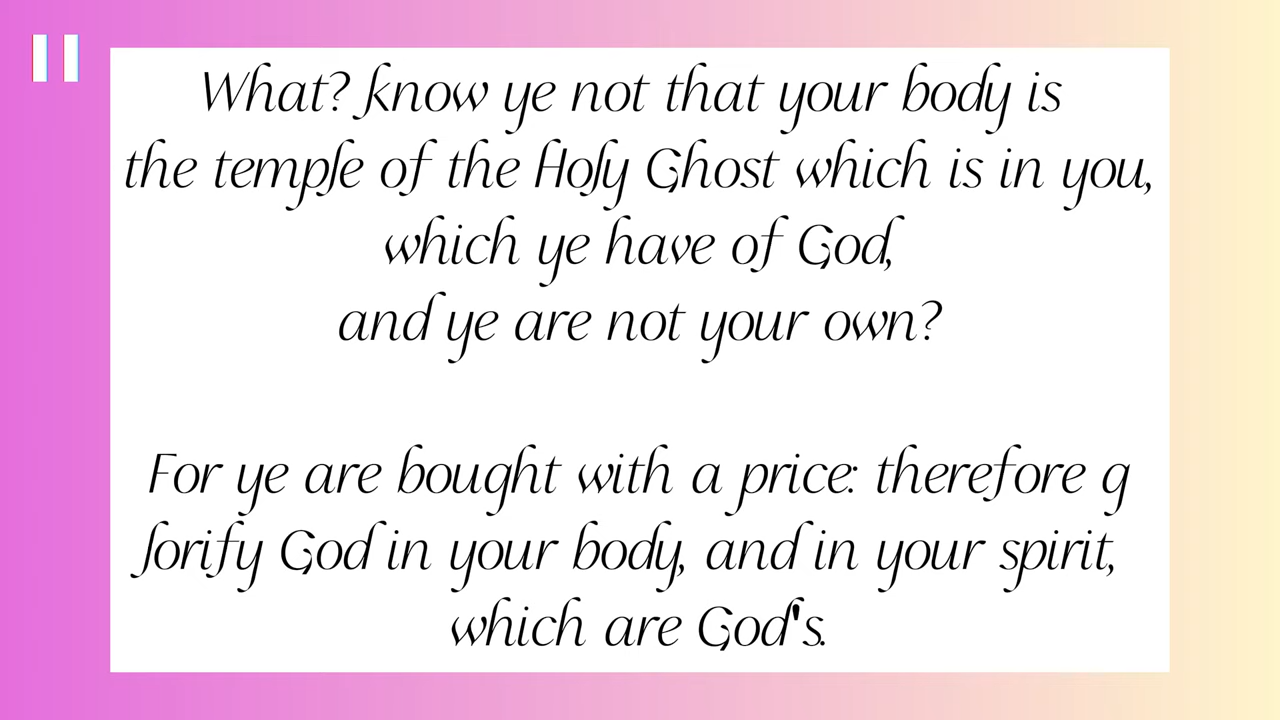 What? know ye not that your body is
the temple of the Holy Ghost which is in you,
which ye have of God,
and ye are not your own?
For ye are bought with a price: therefore g
lorify God in your body, and in your spirit,
which are God's.